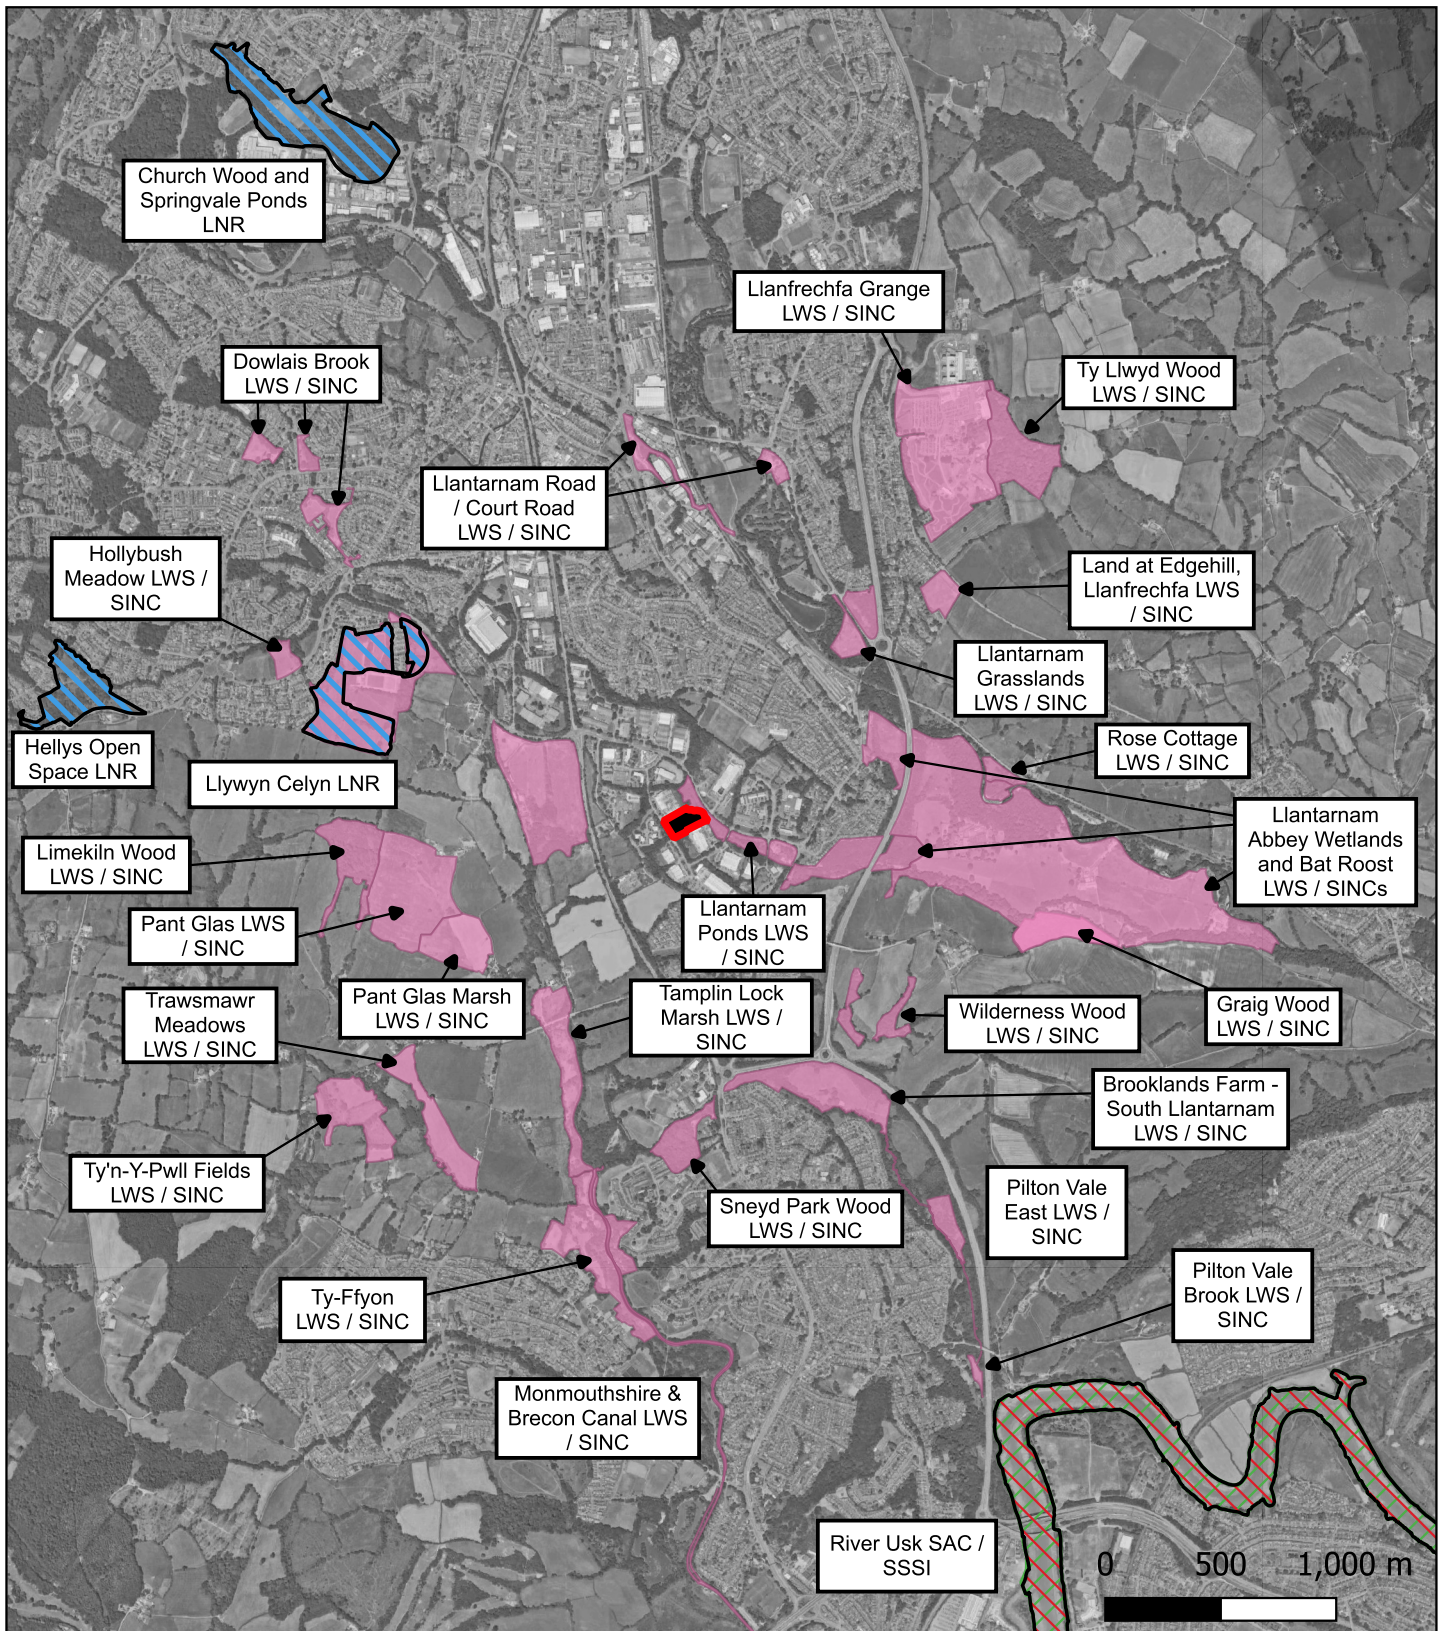 Church Wood and
Springvale Ponds
LNR
Llanfrechfa Grange
LWS / SINC
Dowlais Brook
LWS / SINC
Ty Llwyd Wood
LWS / SINC
Llantarnam Road
/ Court Road
LWS / SINC
Hollybush
Meadow LWS /
SINC
Land at Edgehill,
Llanfrechfa LWS
/ SINC
Llantarnam
Grasslands
LWS / SINC
Hellys Open
Space LNR
Llywyn Celyn LNR
Rose Cottage
LWS / SINC
Llantarnam
Abbey Wetlands
and Bat Roost
LWS / SINCs
Limekiln Wood
LWS / SINC
Pant Glas LWS
/ SINC
Llantarnam
Ponds LWS
/ SINC
Trawsmawr
Meadows
LWS / SINC
Pant Glas Marsh
LWS / SINC
Tamplin Lock
Marsh LWS /
SINC
Wilderness Wood
LWS / SINC
Graig Wood
LWS / SINC
Brooklands Farm -
South Llantarnam
LWS / SINC
Ty'n-Y-Pwll Fields
LWS / SINC
Sneyd Park Wood
LWS / SINC
Pilton Vale
East LWS /
SINC
Ty-Ffyon
LWS / SINC
Pilton Vale
Brook LWS /
SINC
Monmouthshire &
Brecon Canal LWS
/ SINC
River Usk SAC /
SSSI
0 500 1,000 m